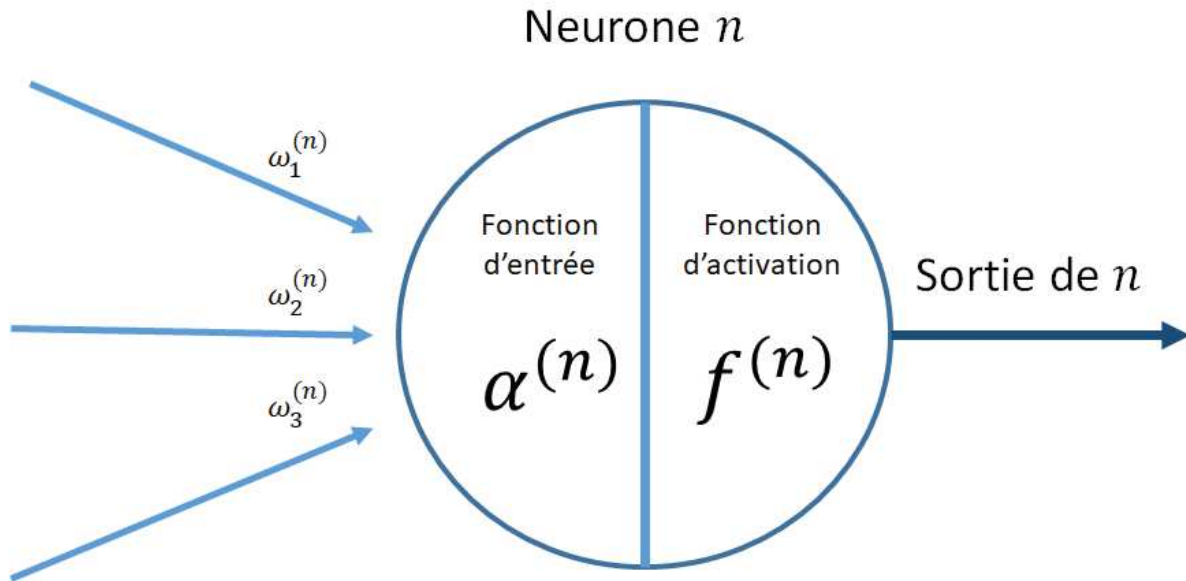 Neurone n
ω₁⁽ⁿ⁾
Fonction d'entrée
Fonction d'activation
ω₂⁽ⁿ⁾
Sortie de n
α⁽ⁿ⁾
f⁽ⁿ⁾
ω₃⁽ⁿ⁾